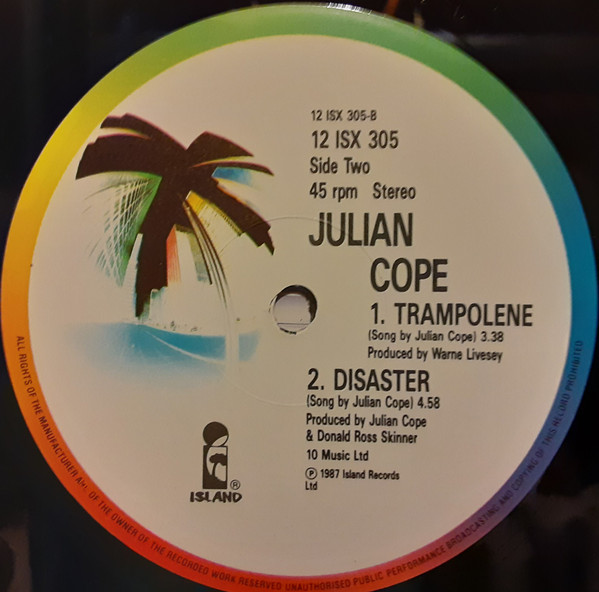 12 ISX 305-B
12 ISX 305
Side Two
45 rpm Stereo
JULIAN
COPE
1. TRAMPOLENE
(Song by Julian Cope) 3.38
Produced by Warne Livesey
2. DISASTER
(Song by Julian Cope) 4.58
Produced by Julian Cope
& Donald Ross Skinner
10 Music Ltd
℗ 1987 Island Records
Ltd
ISLAND ®
ALL RIGHTS OF THE MANUFACTURER AND OF THE OWNER OF THE RECORDED WORK RESERVED UNAUTHORISED PUBLIC PERFORMANCE BROADCASTING AND COPYING OF THIS RECORD PROHIBITED